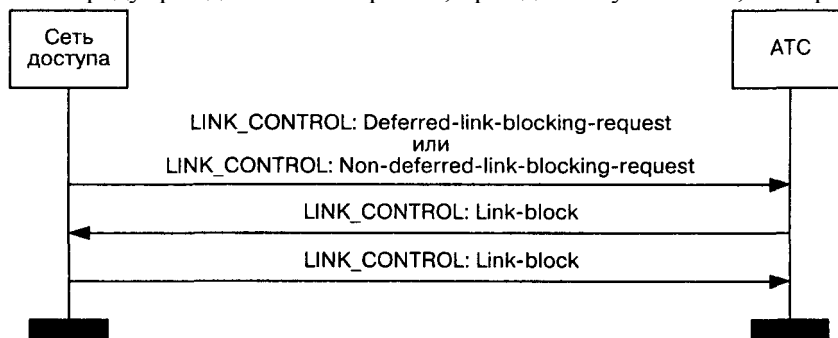 Сеть
доступа
АТС
LINK_CONTROL: Deferred-link-blocking-request
или
LINK_CONTROL: Non-deferred-link-blocking-request
LINK_CONTROL: Link-block
LINK_CONTROL: Link-block